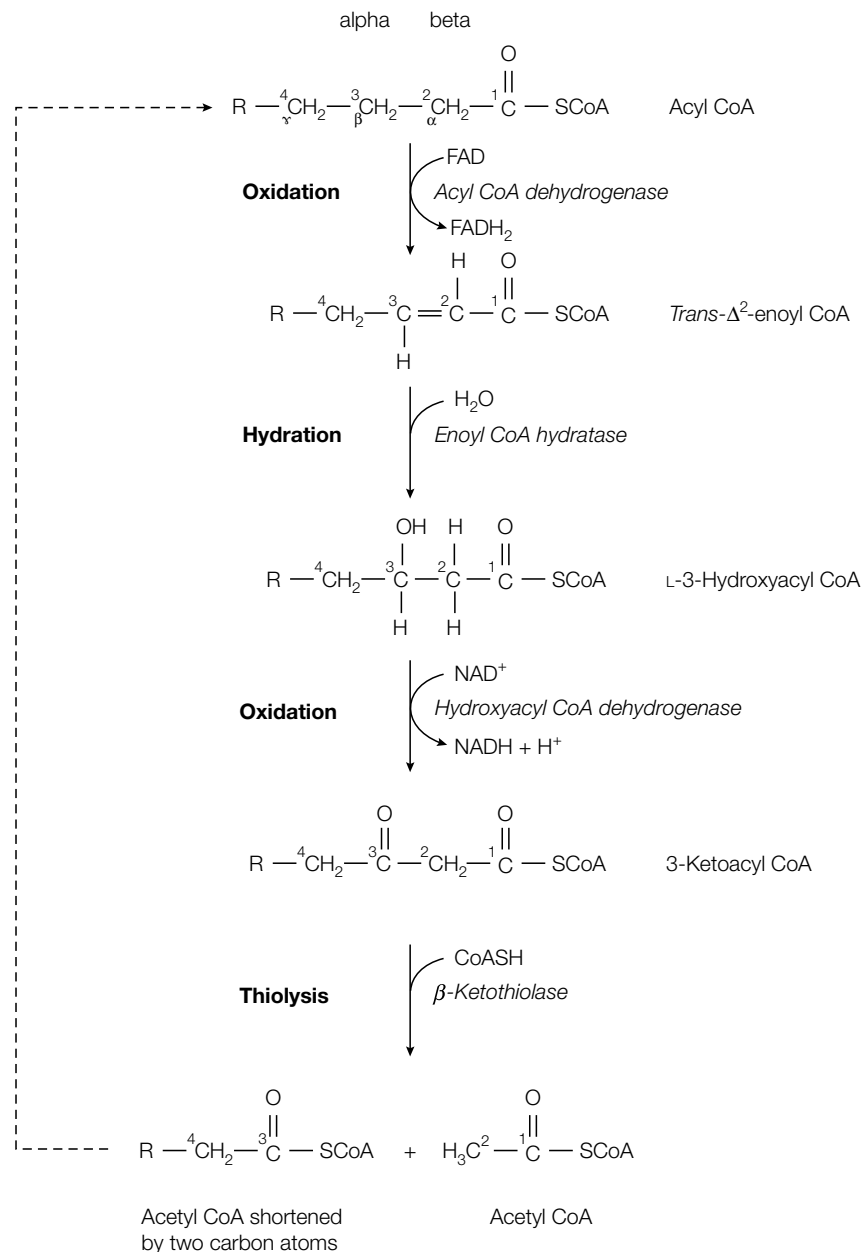 alpha beta
O
R — ⁴CH₂ — ³CH₂ — ²CH₂ — ¹C — SCoA Acyl CoA
γ β α
FAD
Oxidation Acyl CoA dehydrogenase
FADH₂
H O
R — ⁴CH₂ — ³C = ²C — ¹C — SCoA Trans-Δ²-enoyl CoA
H
H₂O
Hydration Enoyl CoA hydratase
OH H O
R — ⁴CH₂ — ³C — ²C — ¹C — SCoA L-3-Hydroxyacyl CoA
H H
NAD⁺
Oxidation Hydroxyacyl CoA dehydrogenase
NADH + H⁺
O O
R — ⁴CH₂ — ³C — ²CH₂ — ¹C — SCoA 3-Ketoacyl CoA
CoASH
Thiolysis β-Ketothiolase
O O
R — ⁴CH₂ — ³C — SCoA + H₃C² — ¹C — SCoA
Acetyl CoA shortened Acetyl CoA
by two carbon atoms